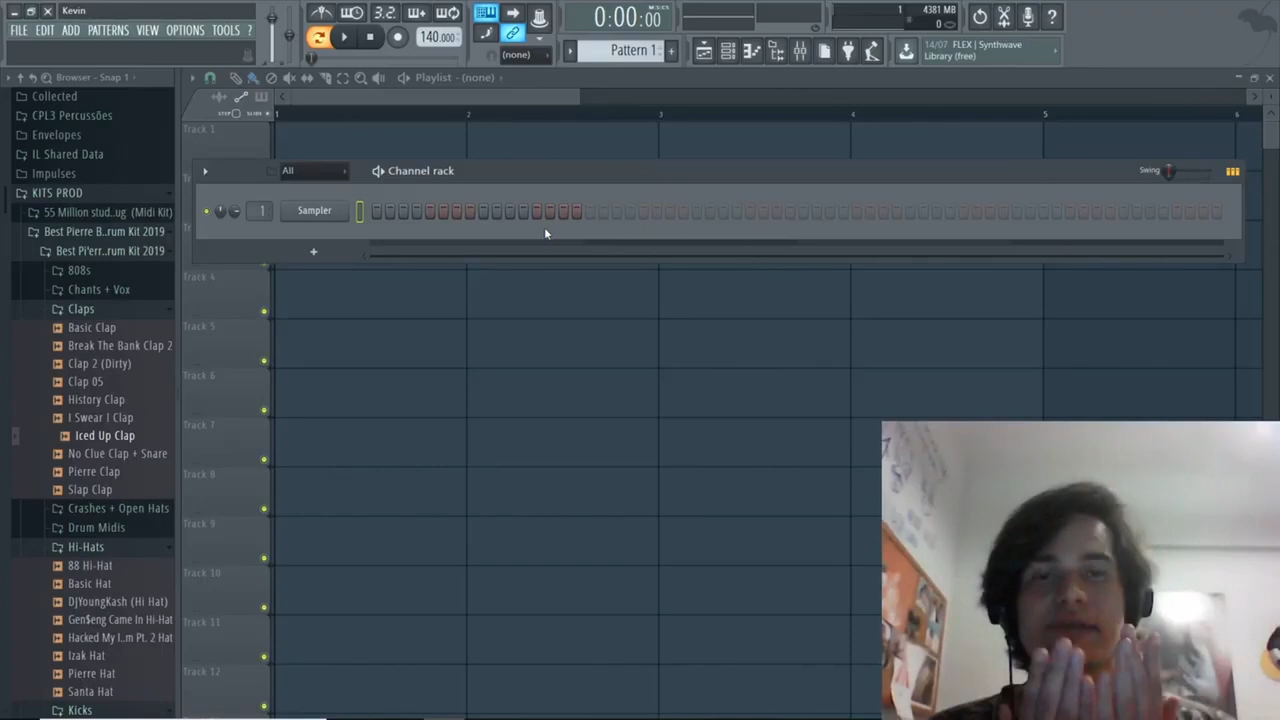 Kevin
FILE EDIT ADD PATTERNS VIEW OPTIONS TOOLS ?
3.2.
140.000
(none)
0:00:00
M:S:CS
Pattern 1
+
1
4381 MB
0
14/07 FLEX | Synthwave
Library (free)
Browser - Snap 1
Playlist - (none)
STEP SLIDE
1 2 3 4 5 6
Collected
CPL3 Percussions
Envelopes
IL Shared Data
Impulses
KITS PROD
55 Million stud..ug (Midi Kit)
Best Pierre B...rum Kit 2019
Best Pi'err..rum Kit 2019
808s
Chants + Vox
Claps
Basic Clap
Break The Bank Clap 2
Clap 2 (Dirty)
Clap 05
History Clap
I Swear I Clap
Iced Up Clap
No Clue Clap + Snare
Pierre Clap
Slap Clap
Crashes + Open Hats
Drum Midis
Hi-Hats
88 Hi-Hat
Basic Hat
DJYoungKash (Hi Hat)
Gen$eng Came In Hi-Hat
Hacked My I..m Pt. 2 Hat
Izak Hat
Pierre Hat
Santa Hat
Kicks
Track 1
All
Channel rack
Swing
1
Sampler
+
Track 4
Track 5
Track 6
Track 7
Track 8
Track 9
Track 10
Track 11
Track 12